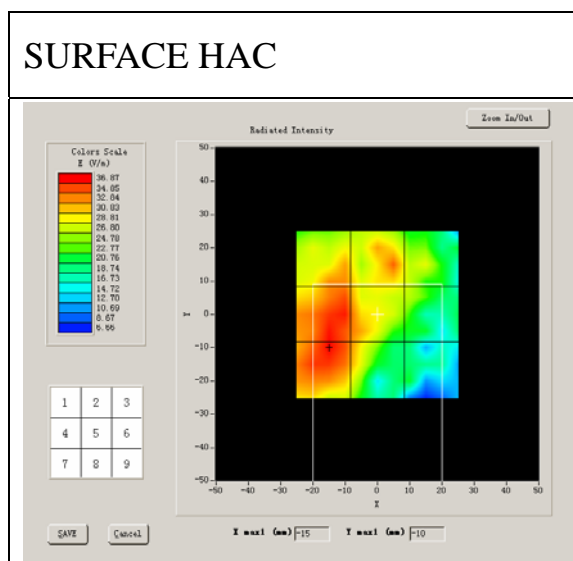 SURFACE HAC
Zoom In/Out
Radiated Intensity
Colors Scale
E (V/m)
36.87
34.85
32.84
30.83
28.81
26.80
24.78
22.77
20.76
18.74
16.73
14.72
12.70
10.69
8.67
6.66
50
40
30
20
10
0
-10
-20
-30
-40
-50
Y
-50 -40 -30 -20 -10 0 10 20 30 40 50
X
1 2 3
4 5 6
7 8 9
SAVE Cancel
X max1 (mm) -15 Y max1 (mm) -10